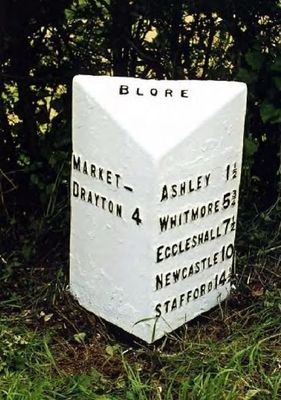 BLORE
MARKET-
DRAYTON 4
ASHLEY 1½
WHITMORE 5¾
ECCLESHALL 7½
NEWCASTLE 10
STAFFORD 14